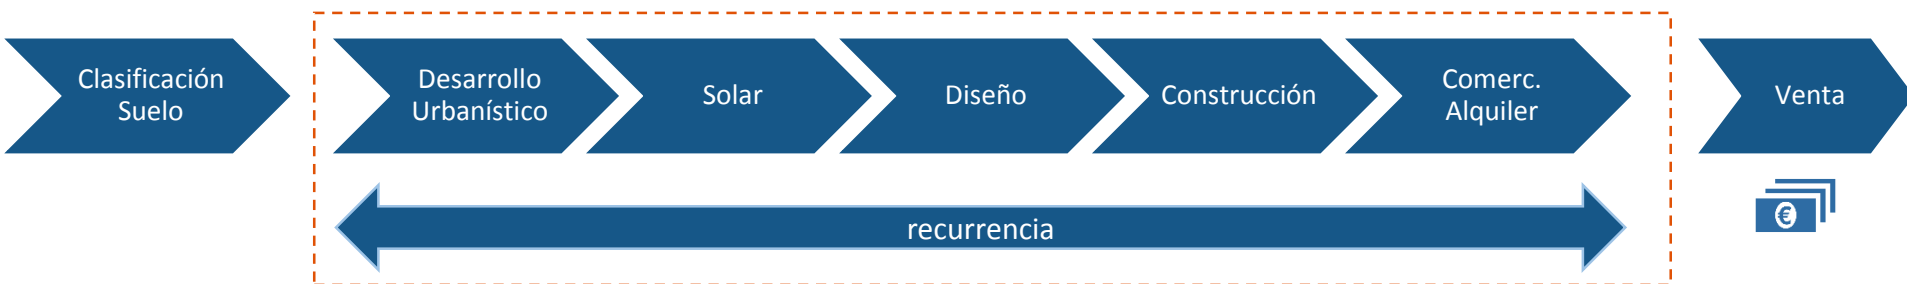 Clasificación
Suelo
Desarrollo
Urbanístico
Solar
Diseño
Construcción
Comerc.
Alquiler
Venta
recurrencia
€